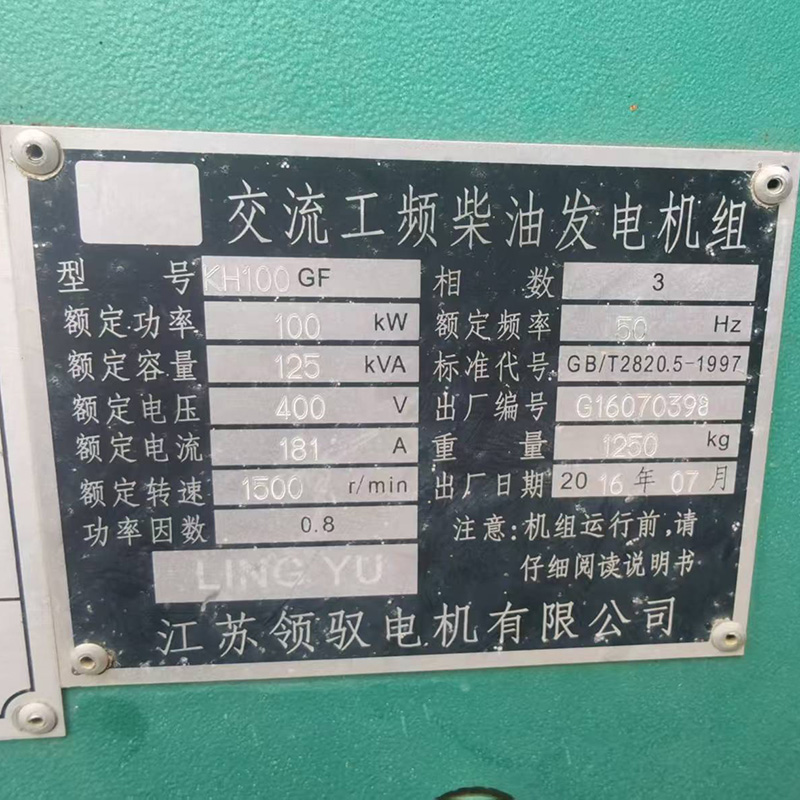 交流工频柴油发电机组
型号 KH100 GF 相数 3
额定功率 100 kW 额定频率 50 Hz
额定容量 125 kVA 标准代号 GB/T2820.5-1997
额定电压 400 V 出厂编号 G16070398
额定电流 181 A 重量 1250 kg
额定转速 1500 r/min 出厂日期 2016年07月
功率因数 0.8 注意:机组运行前,请
仔细阅读说明书
LING YU
江苏领驭电机有限公司